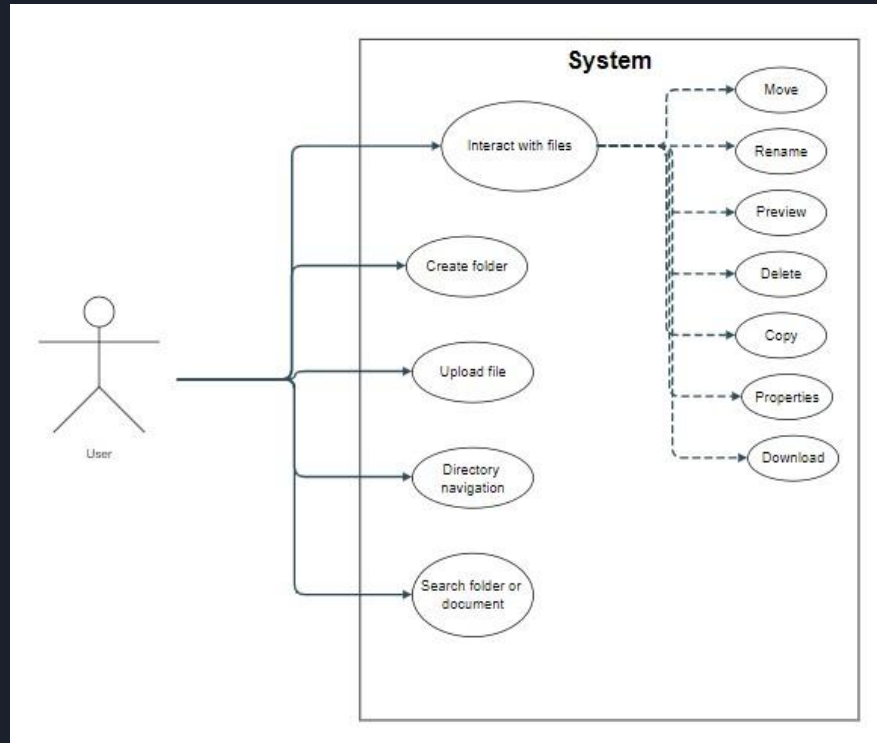 System
Move
Interact with files
Rename
Preview
Create folder
Delete
Copy
Upload file
Properties
User
Download
Directory
navigation
Search folder or
document